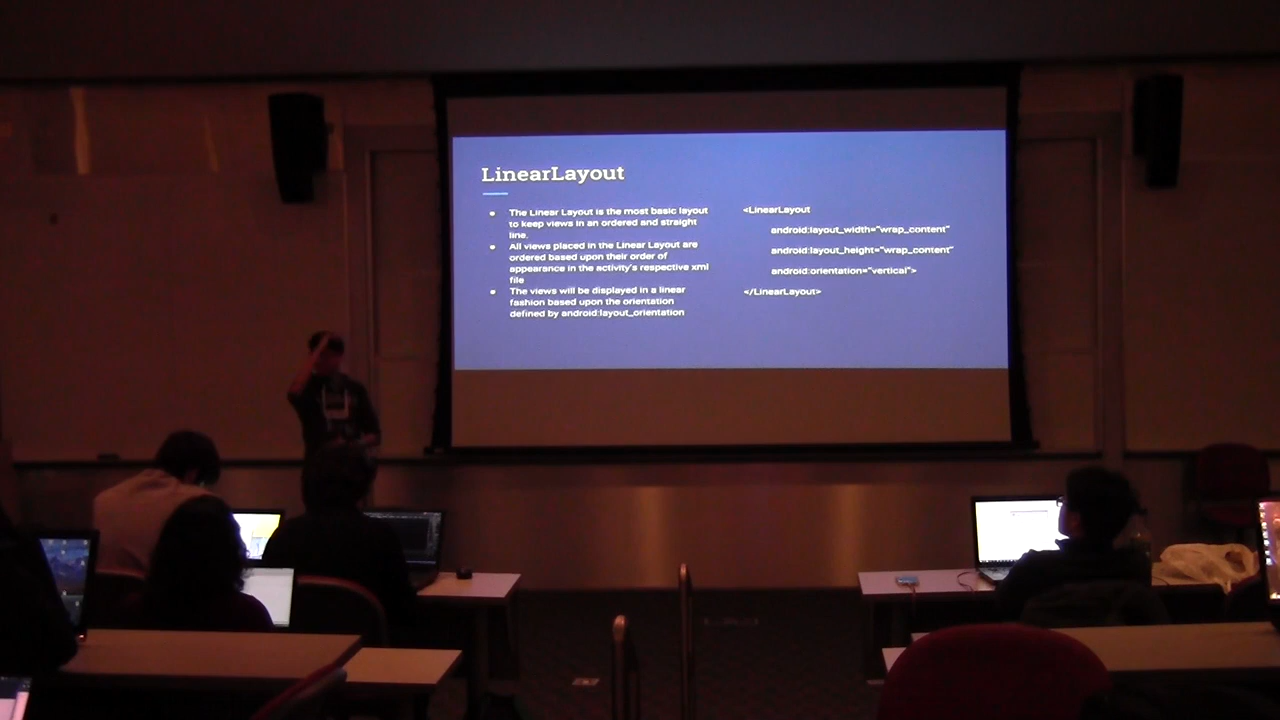 LinearLayout
The Linear Layout is the most basic layout
to keep views in an ordered and straight
line.
All views placed in the Linear Layout are
ordered based upon their order of
appearance in the activity's respective xml
file
The views will be displayed in a linear
fashion based upon the orientation
defined by android:layout_orientation
<LinearLayout
android:layout_width="wrap_content"
android:layout_height="wrap_content"
android:orientation="vertical">
</LinearLayout>